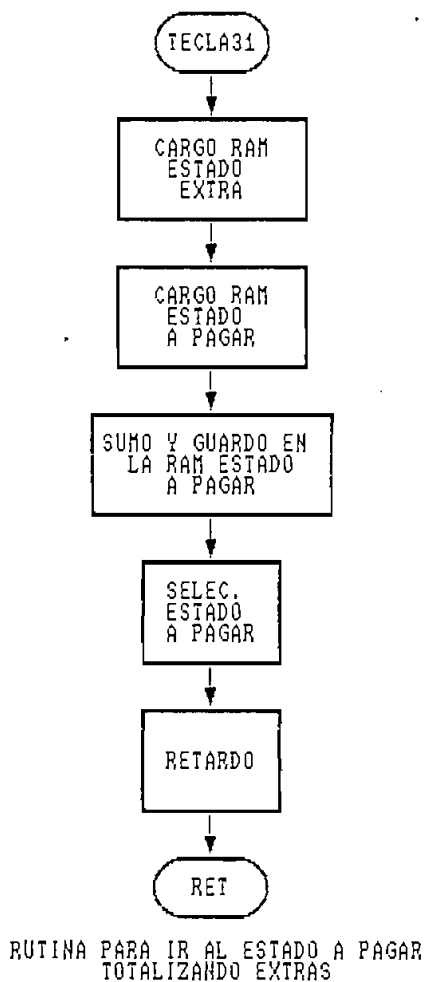 TECLA31
CARGO RAM
ESTADO
EXTRA
CARGO RAM
ESTADO
A PAGAR
SUMO Y GUARDO EN
LA RAM ESTADO
A PAGAR
SELEC.
ESTADO
A PAGAR
RETARDO
RET
RUTINA PARA IR AL ESTADO A PAGAR
TOTALIZANDO EXTRAS